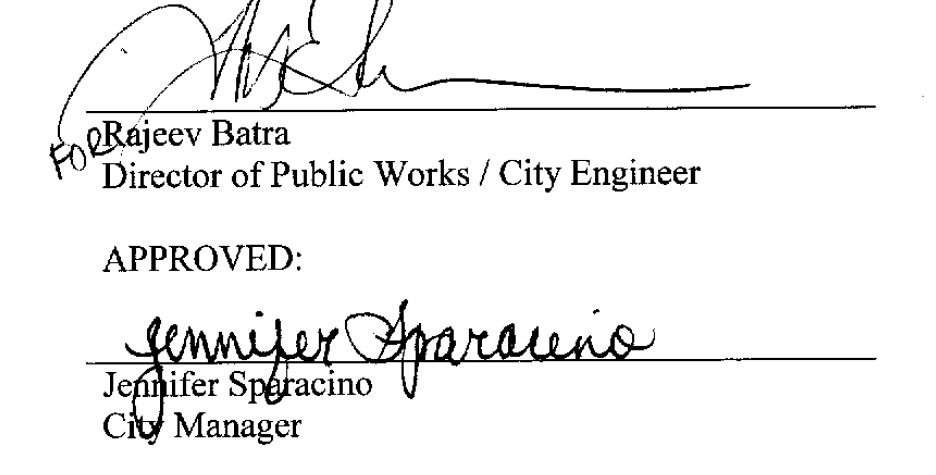 FOR Rajeev Batra
Director of Public Works / City Engineer
APPROVED:
Jennifer Sparacino
Jennifer Sparacino
City Manager